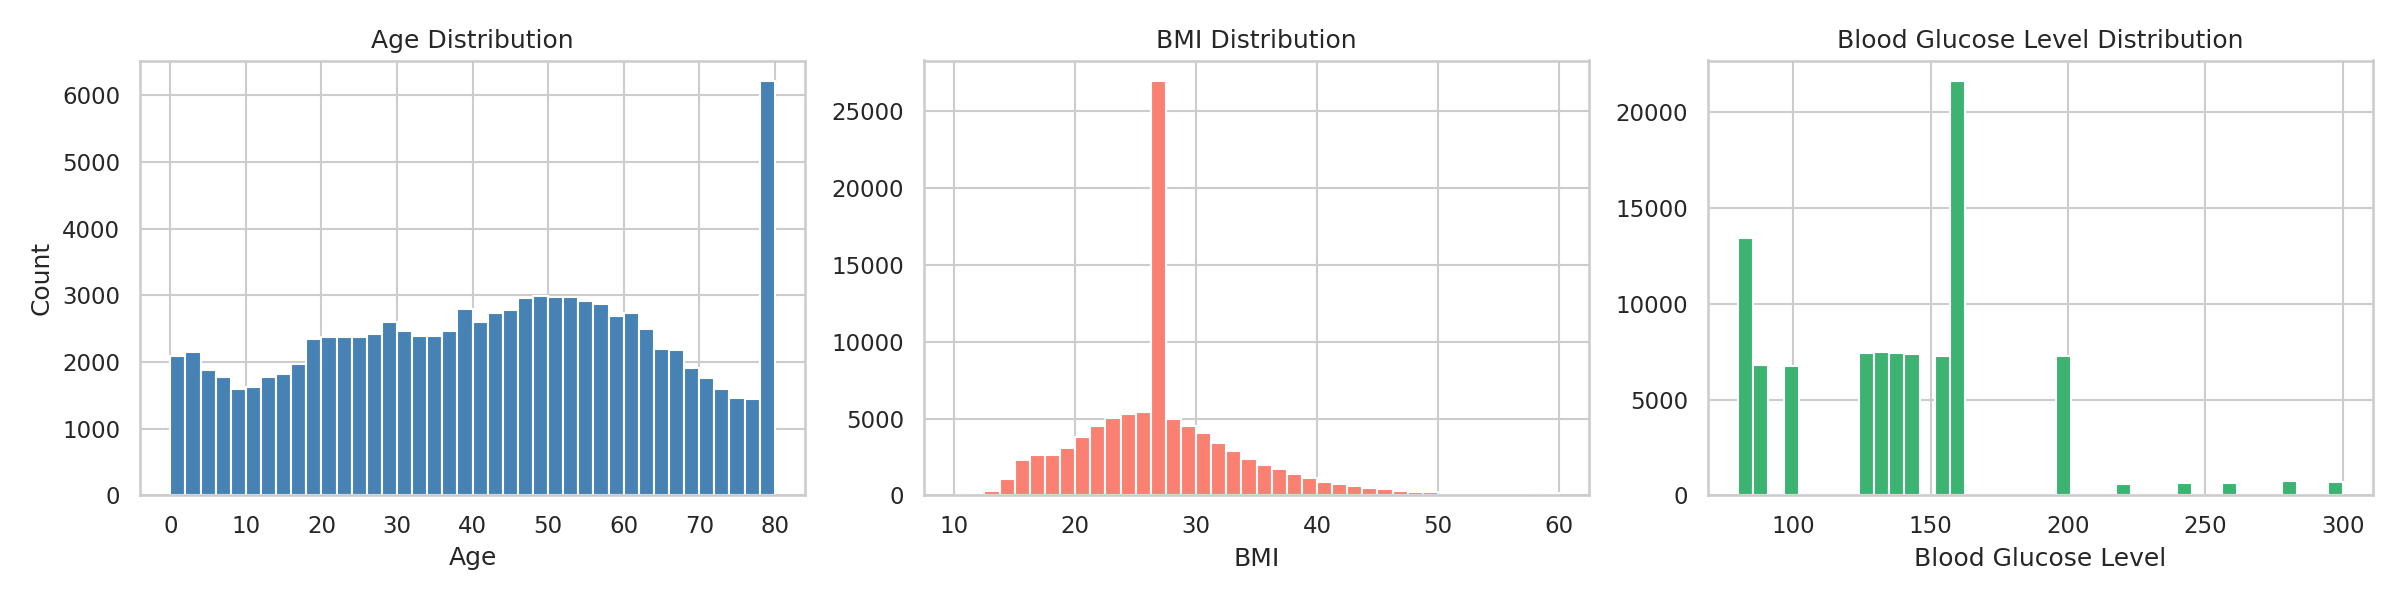 Age Distribution
BMI Distribution
Blood Glucose Level Distribution
Count
6000
5000
4000
3000
2000
1000
0
0 10 20 30 40 50 60 70 80
Age
25000
20000
15000
10000
5000
0
10 20 30 40 50 60
BMI
20000
15000
10000
5000
0
100 150 200 250 300
Blood Glucose Level